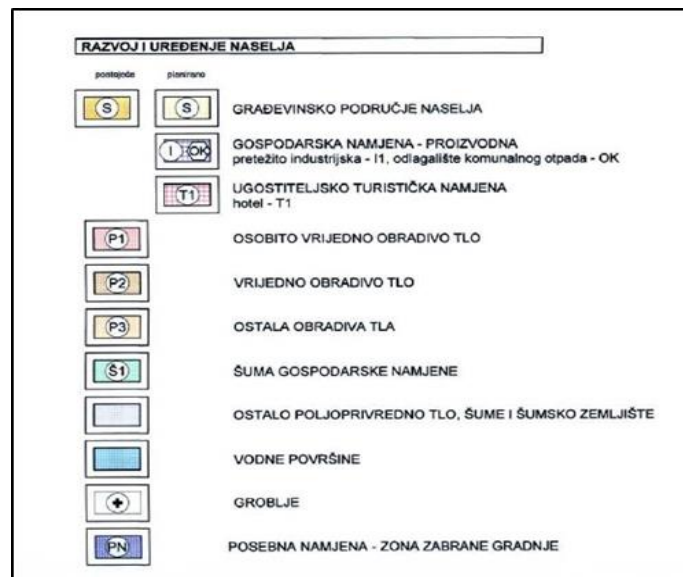 RAZVOJ I UREĐENJE NASELJA
postojeće planirano
S S GRAĐEVINSKO PODRUČJE NASELJA
I OK GOSPODARSKA NAMJENA - PROIZVODNA
pretežito industrijska - I1, odlagalište komunalnog otpada - OK
T1 UGOSTITELJSKO TURISTIČKA NAMJENA
hotel - T1
P1 OSOBITO VRIJEDNO OBRADIVO TLO
P2 VRIJEDNO OBRADIVO TLO
P3 OSTALA OBRADIVA TLA
Š1 ŠUMA GOSPODARSKE NAMJENE
OSTALO POLJOPRIVREDNO TLO, ŠUME I ŠUMSKO ZEMLJIŠTE
VODNE POVRŠINE
GROBLJE
PN POSEBNA NAMJENA - ZONA ZABRANE GRADNJE